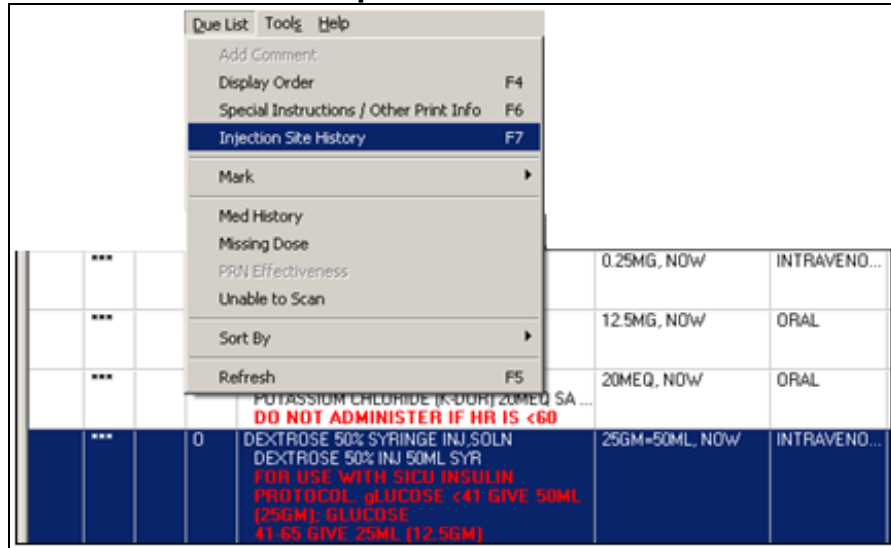 Due List Tools Help
Add Comment
Display Order F4
Special Instructions / Other Print Info F6
Injection Site History F7
Mark
Med History
Missing Dose
PRN Effectiveness
Unable to Scan
Sort By
Refresh F5
*** 0.25MG, NOW INTRAVENO...
*** 12.5MG, NOW ORAL
*** 20MEQ, NOW ORAL
POTASSIUM CHLORIDE (K-DUR) 20MEQ SA ...
DO NOT ADMINISTER IF HR IS <60
*** 0 DEXTROSE 50% SYRINGE INJ,SOLN 25GM=50ML, NOW INTRAVENO...
DEXTROSE 50% INJ 50ML SYR
FOR USE WITH SICU INSULIN
PROTOCOL. gLUCOSE <41 GIVE 50ML
(25GM); GLUCOSE
41-65 GIVE 25ML (12.5GM)